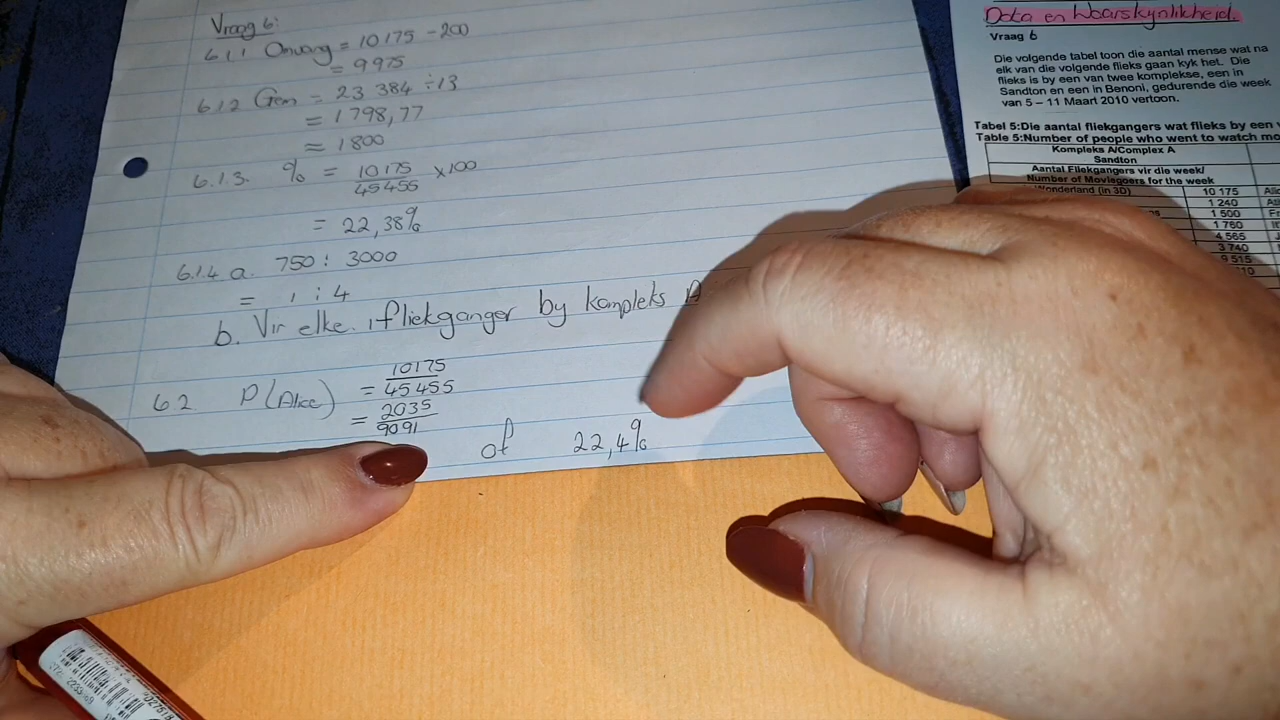 Vraag 6:
6.1.1 Omvang = 10175 - 200
= 9975
6.1.2 Gem = 23 384 ÷ 13
= 1798,77
≈ 1800
6.1.3. % = 10175/45455 × 100
= 22,38%
6.1.4 a. 750 : 3000
= 1 : 4
b. Vir elke 1 fliekganger by kompleks A
6.2 P(Alice) = 10175/45455
= 2035/9091 of 22,4%
Data en Waarskynlikheid.
Vraag 6
Die volgende tabel toon die aantal mense wat na
elk van die volgende flieks gaan kyk het. Die
flieks is by een van twee komplekse, een in
Sandton en een in Benoni, gedurende die week
van 5 – 11 Maart 2010 vertoon.
Tabel 5:Die aantal fliekgangers wat flieks by een
Table 5:Number of people who went to watch
Kompleks A/Complex A
Sandton
Aantal Fliekgangers vir die week/
Number of Moviegoers for the week
Wonderland (in 3D) 10 175
1 240
1 500
1 760
4 565
3 740
9 515